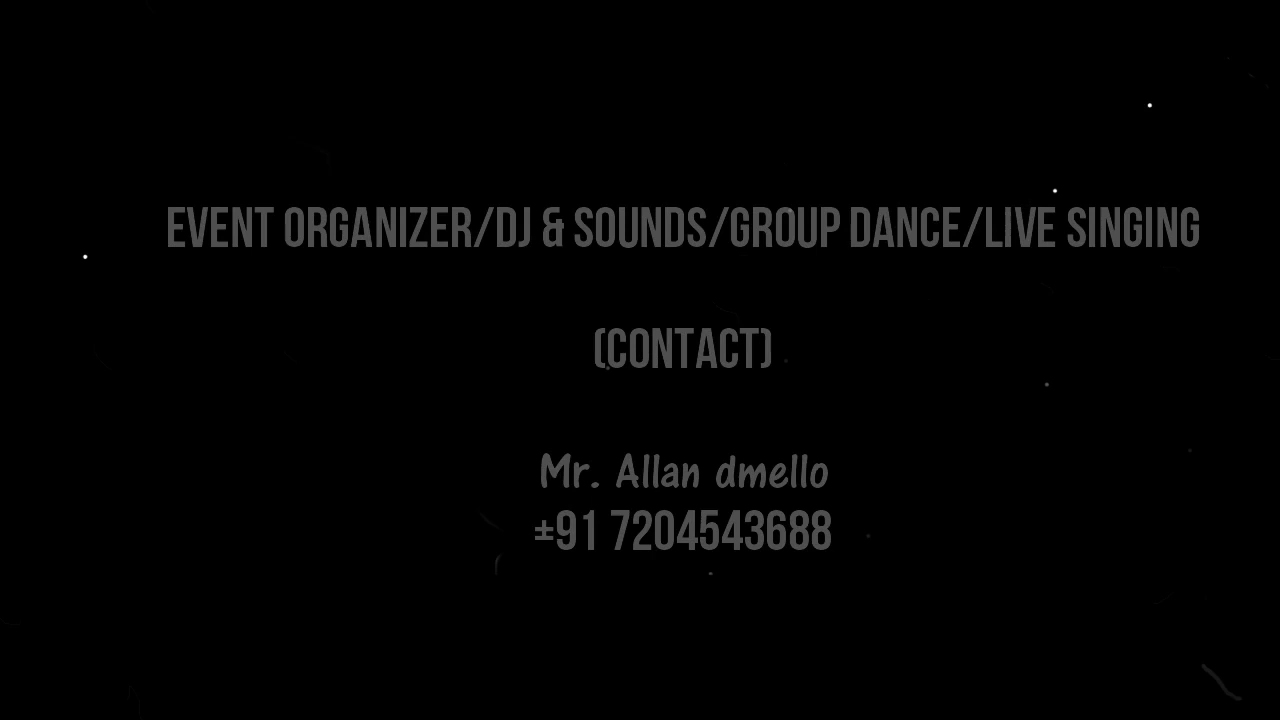 EVENT ORGANIZER/DJ & SOUNDS/GROUP DANCE/LIVE SINGING
(CONTACT)
Mr. Allan dmello
±91 7204543688